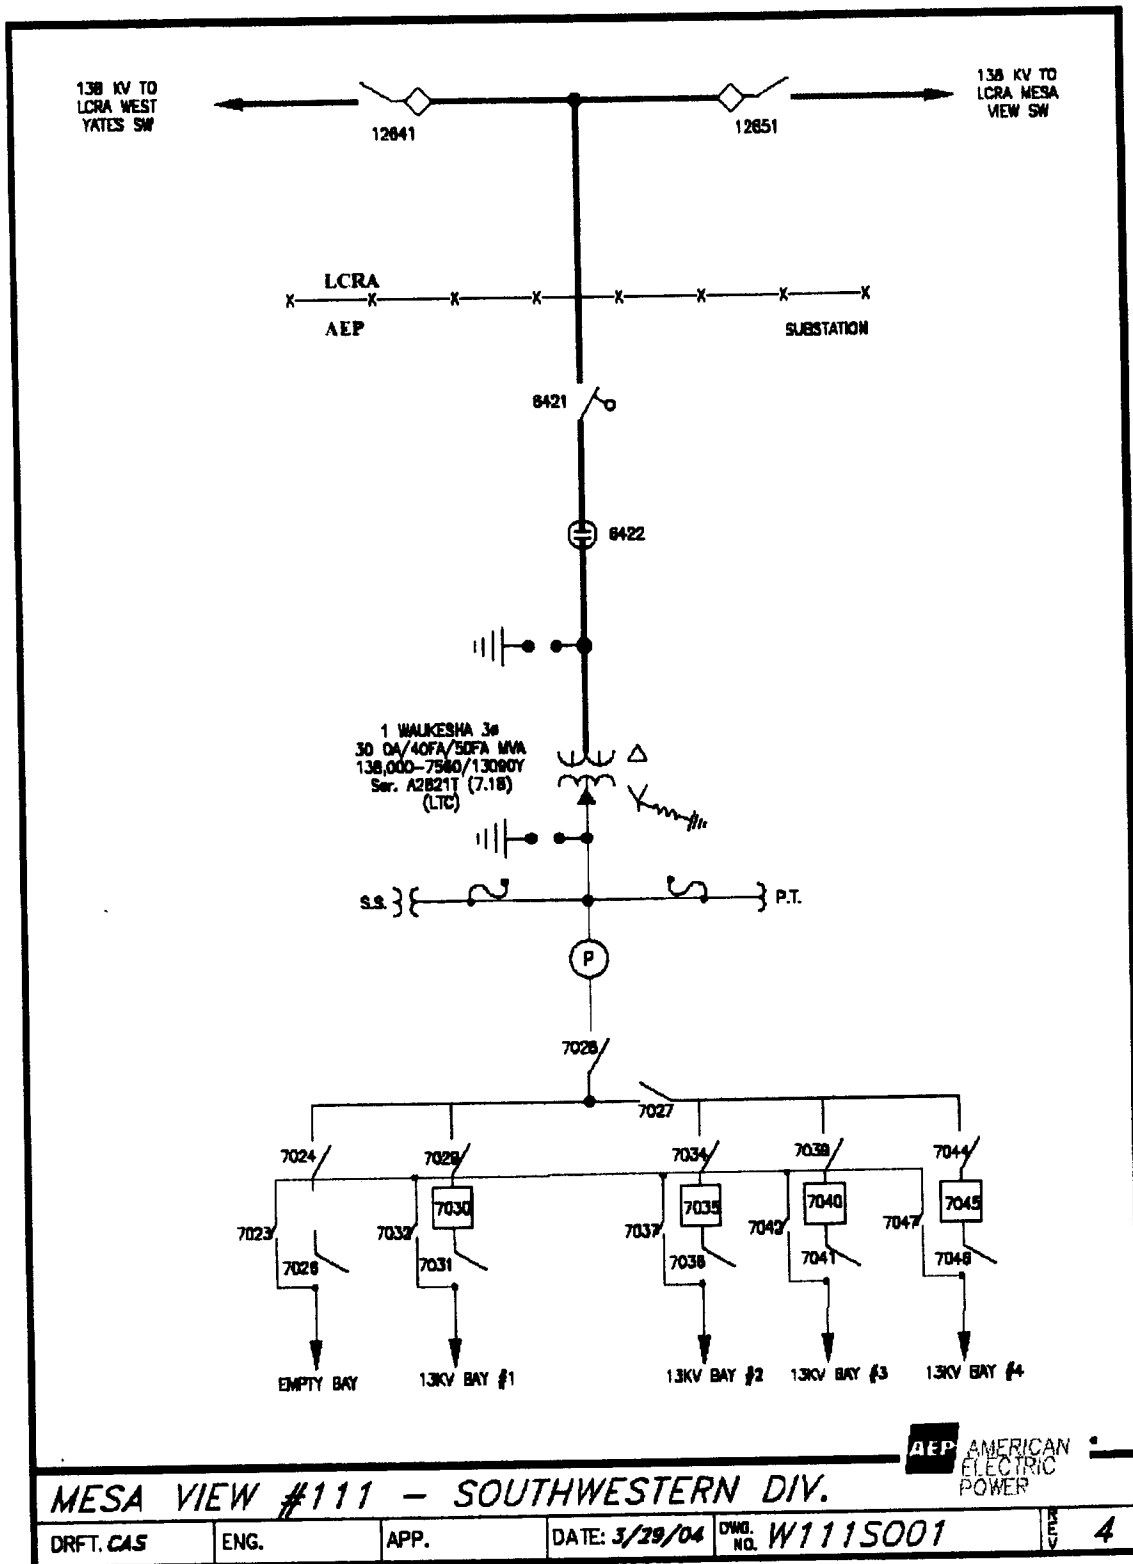 138 KV TO
LCRA WEST
YATES SW
12641
12651
138 KV TO
LCRA MESA
VIEW SW
LCRA
X X X X X X X X
AEP
SUBSTATION
6421
6422
1 WAUKESHA 3ø
30 OA/40FA/50FA MVA
138,000-7560/13090Y
Ser. A2821T (7.18)
(LTC)
S.S.
P.T.
P
7028
7027
7024
7029
7034
7039
7044
7030
7035
7040
7045
7023
7032
7037
7042
7047
7026
7031
7036
7041
7046
EMPTY BAY
13KV BAY #1
13KV BAY #2
13KV BAY #3
13KV BAY #4
AEP AMERICAN
ELECTRIC
POWER
MESA VIEW #111 - SOUTHWESTERN DIV.
DRFT. CAS
ENG.
APP.
DATE: 3/29/04
DWG. NO. W111SO01
REV 4